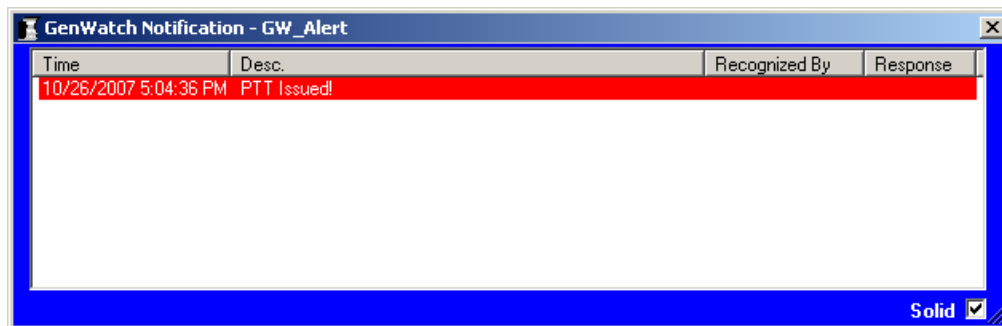 GenWatch Notification - GW_Alert
Time Desc. Recognized By Response
10/26/2007 5:04:36 PM PTT Issued!
Solid